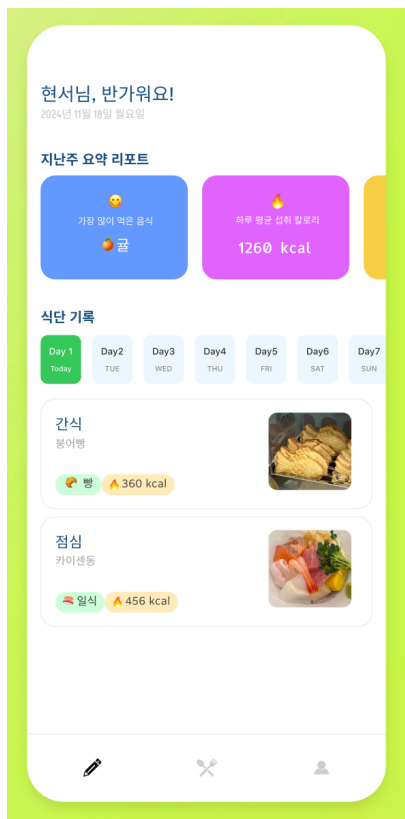 현서님, 반가워요!
2024년 11월 18일 월요일
지난주 요약 리포트
가장 많이 먹은 음식
귤
하루 평균 섭취 칼로리
1260 kcal
식단 기록
Day 1 Day2 Day3 Day4 Day5 Day6 Day7
Today TUE WED THU FRI SAT SUN
간식
붕어빵
빵 360 kcal
점심
카이센동
일식 456 kcal